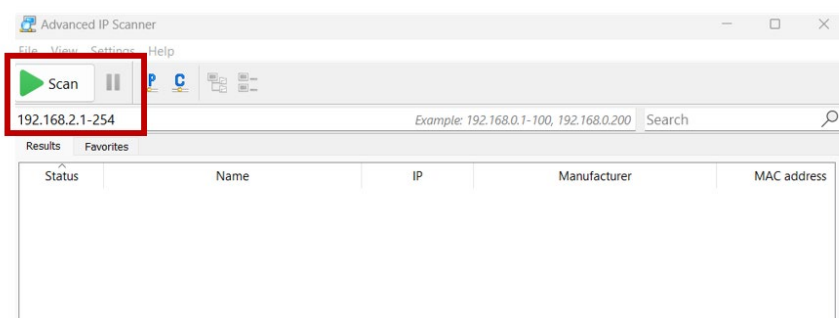 Advanced IP Scanner
File View Settings Help
Scan P C
192.168.2.1-254 Example: 192.168.0.1-100, 192.168.0.200 Search
Results Favorites
Status Name IP Manufacturer MAC address